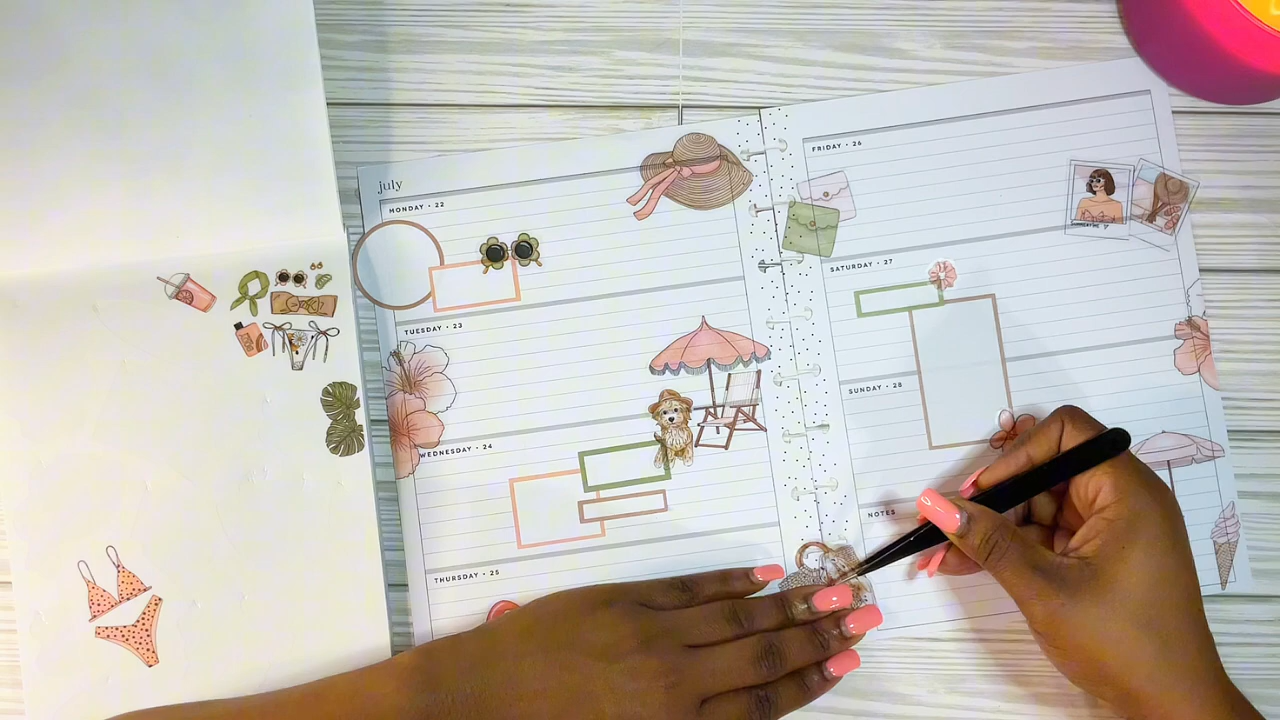 july
MONDAY • 22
TUESDAY • 23
WEDNESDAY • 24
THURSDAY • 25
FRIDAY • 26
SATURDAY • 27
SUNDAY • 28
NOTES